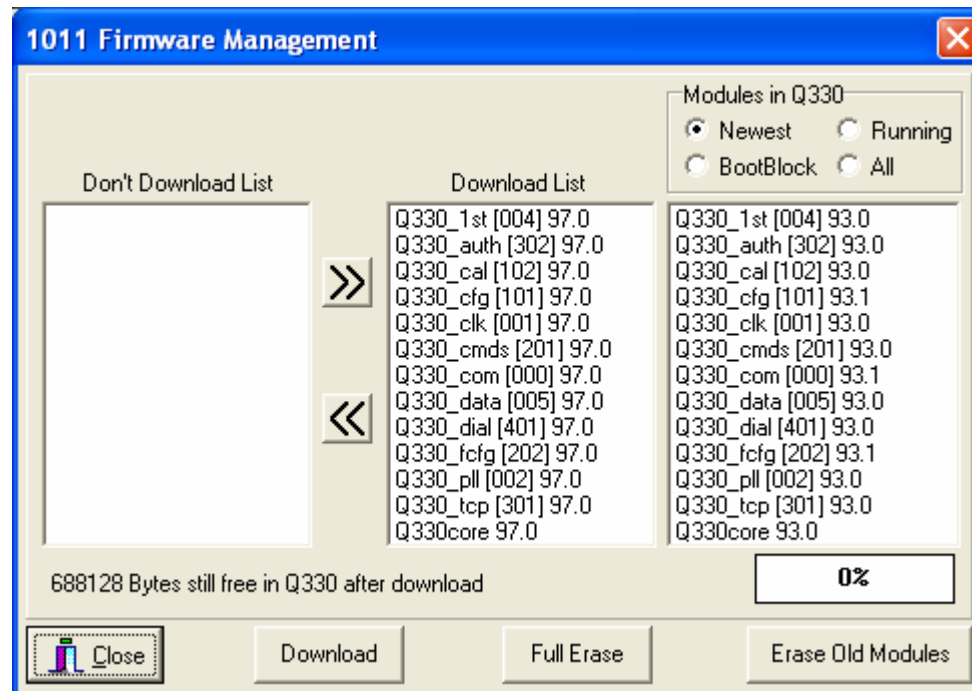 1011 Firmware Management
Modules in Q330
Newest
Running
BootBlock
All
Don't Download List
Download List
Q330_1st [004] 97.0
Q330_auth [302] 97.0
Q330_cal [102] 97.0
Q330_cfg [101] 97.0
Q330_clk [001] 97.0
Q330_cmds [201] 97.0
Q330_com [000] 97.0
Q330_data [005] 97.0
Q330_dial [401] 97.0
Q330_fcfg [202] 97.0
Q330_pll [002] 97.0
Q330_tcp [301] 97.0
Q330core 97.0
Q330_1st [004] 93.0
Q330_auth [302] 93.0
Q330_cal [102] 93.0
Q330_cfg [101] 93.1
Q330_clk [001] 93.0
Q330_cmds [201] 93.0
Q330_com [000] 93.1
Q330_data [005] 93.0
Q330_dial [401] 93.0
Q330_fcfg [202] 93.1
Q330_pll [002] 93.0
Q330_tcp [301] 93.0
Q330core 93.0
>>
<<
688128 Bytes still free in Q330 after download
0%
Close
Download
Full Erase
Erase Old Modules